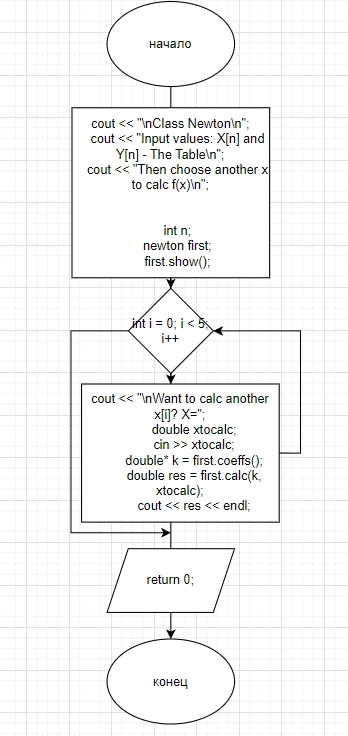 начало
cout << "\nClass Newton\n";
cout << "Input values: X[n] and
Y[n] - The Table\n";
cout << "Then choose another x
to calc f(x)\n";
int n;
newton first;
first.show();
int i = 0; i < 5;
i++
cout << "\nWant to calc another
x[i]? X=";
double xtocalc;
cin >> xtocalc;
double* k = first.coeffs();
double res = first.calc(k,
xtocalc);
cout << res << endl;
return 0;
конец